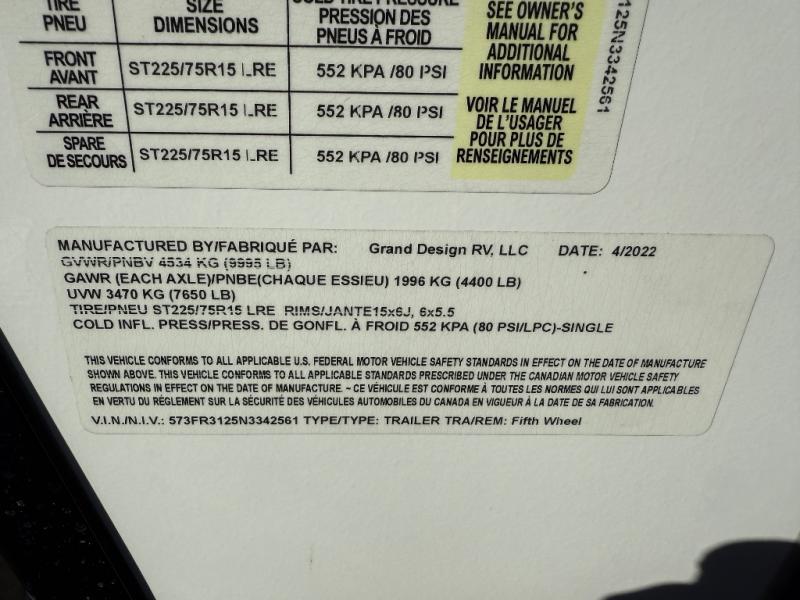 TIRE SIZE COLD TIRE PRESSURE
PNEU DIMENSIONS PRESSION DES
PNEUS À FROID
SEE OWNER'S
MANUAL FOR
ADDITIONAL
INFORMATION
125N3342561
FRONT
AVANT ST225/75R15 LRE 552 KPA /80 PSI
REAR
ARRIÈRE ST225/75R15 LRE 552 KPA /80 PSI
SPARE
DE SECOURS ST225/75R15 LRE 552 KPA /80 PSI
VOIR LE MANUEL
DE L'USAGER
POUR PLUS DE
RENSEIGNEMENTS
MANUFACTURED BY/FABRIQUÉ PAR: Grand Design RV, LLC DATE: 4/2022
GVWR/PNBV 4534 KG (9995 LB)
GAWR (EACH AXLE)/PNBE(CHAQUE ESSIEU) 1996 KG (4400 LB)
UVW 3470 KG (7650 LB)
TIRE/PNEU ST225/75R15 LRE RIMS/JANTE15x6J, 6x5.5
COLD INFL. PRESS/PRESS. DE GONFL. À FROID 552 KPA (80 PSI/LPC)-SINGLE
THIS VEHICLE CONFORMS TO ALL APPLICABLE U.S. FEDERAL MOTOR VEHICLE SAFETY STANDARDS IN EFFECT ON THE DATE OF MANUFACTURE
SHOWN ABOVE. THIS VEHICLE CONFORMS TO ALL APPLICABLE STANDARDS PRESCRIBED UNDER THE CANADIAN MOTOR VEHICLE SAFETY
REGULATIONS IN EFFECT ON THE DATE OF MANUFACTURE. ~ CE VÉHICULE EST CONFORME À TOUTES LES NORMES QUI LUI SONT APPLICABLES
EN VERTU DU RÉGLEMENT SUR LA SÉCURITÉ DES VÉHICULES AUTOMOBILES DU CANADA EN VIGUEUR À LA DATE DE SA FABRICATION.
V.I.N./N.I.V.: 573FR3125N3342561 TYPE/TYPE: TRAILER TRA/REM: Fifth Wheel